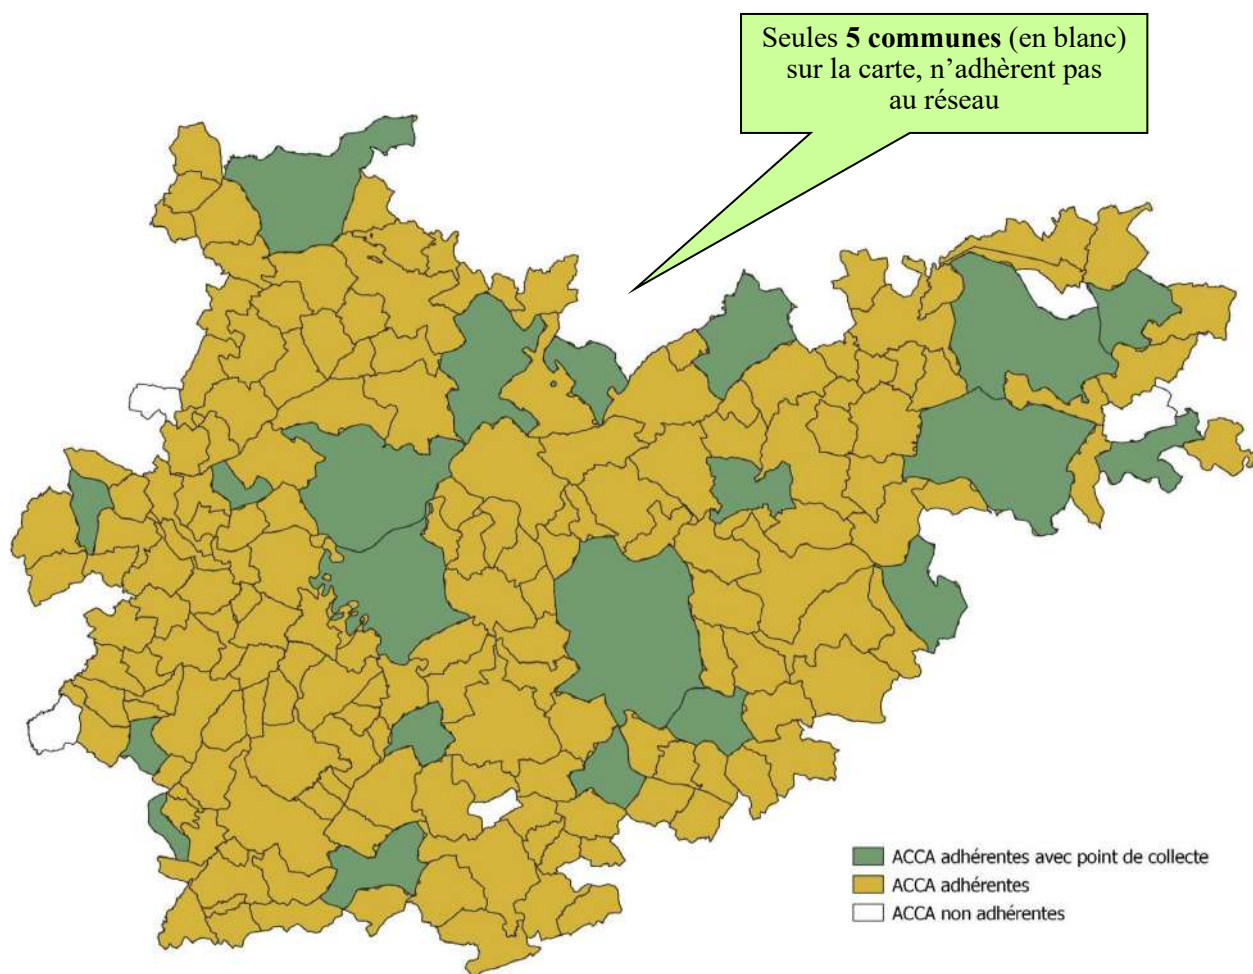 Seules 5 communes (en blanc)
sur la carte, n’adhèrent pas
au réseau
ACCA adhérentes avec point de collecte
ACCA adhérentes
ACCA non adhérentes